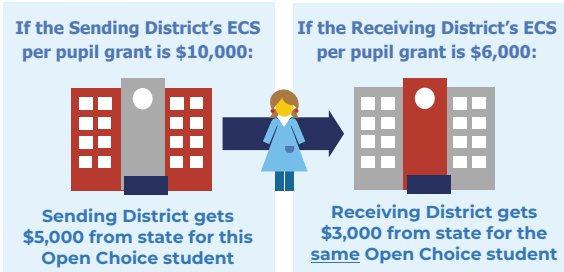 If the Sending District's ECS
per pupil grant is $10,000:
If the Receiving District's ECS
per pupil grant is $6,000:
Sending District gets
$5,000 from state for this
Open Choice student
Receiving District gets
$3,000 from state for the
same Open Choice student